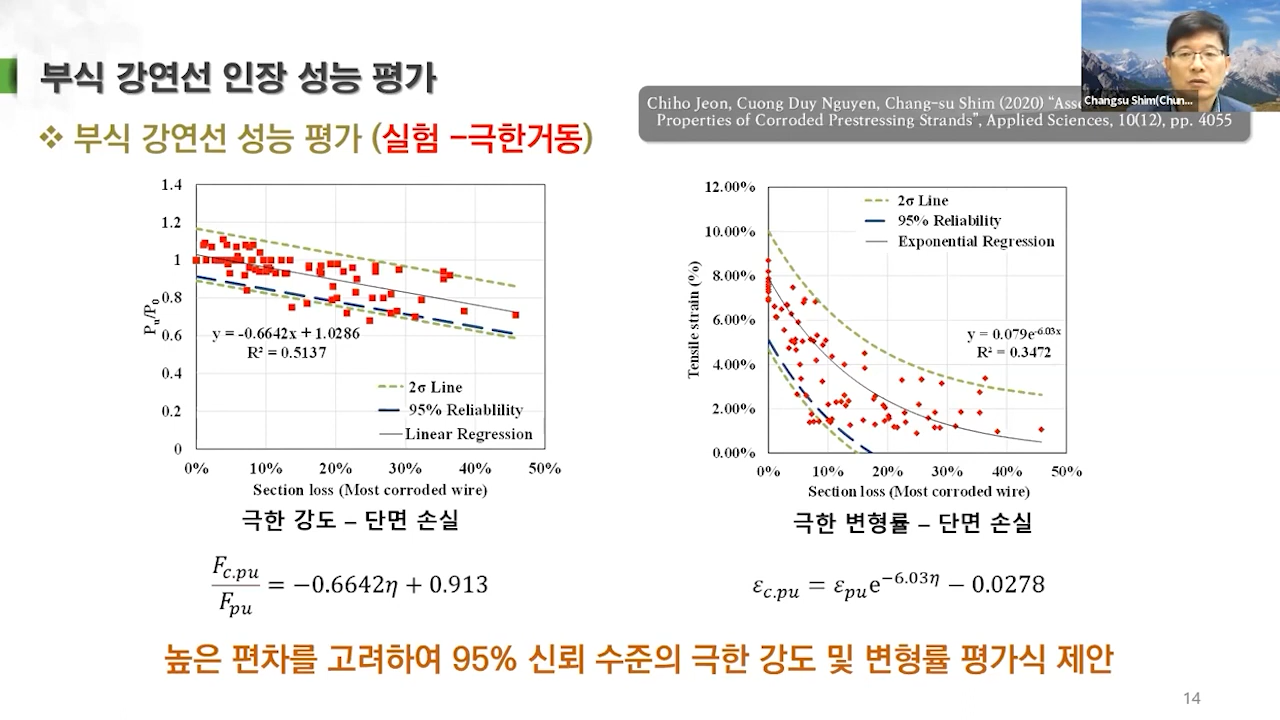 부식 강연선 인장 성능 평가
Changsu Shim(Chun...
Chiho Jeon, Cuong Duy Nguyen, Chang-su Shim (2020) “Asse
Properties of Corroded Prestressing Strands”, Applied Sciences, 10(12), pp. 4055
❖ 부식 강연선 성능 평가 (실험 –극한거동)
1.4
1.2
1
0.8
0.6
0.4
0.2
0
Pu/P0
y = -0.6642x + 1.0286
R² = 0.5137
2σ Line
95% Reliablility
Linear Regression
0% 10% 20% 30% 40% 50%
Section loss (Most corroded wire)
극한 강도 – 단면 손실
12.00%
10.00%
8.00%
6.00%
4.00%
2.00%
0.00%
Tensile strain (%)
2σ Line
95% Reliability
Exponential Regression
y = 0.079e^-6.03x
R² = 0.3472
0% 10% 20% 30% 40% 50%
Section loss (Most corroded wire)
극한 변형률 – 단면 손실
F_c.pu / F_pu = −0.6642η + 0.913
ε_c.pu = ε_pu e^−6.03η − 0.0278
높은 편차를 고려하여 95% 신뢰 수준의 극한 강도 및 변형률 평가식 제안
14